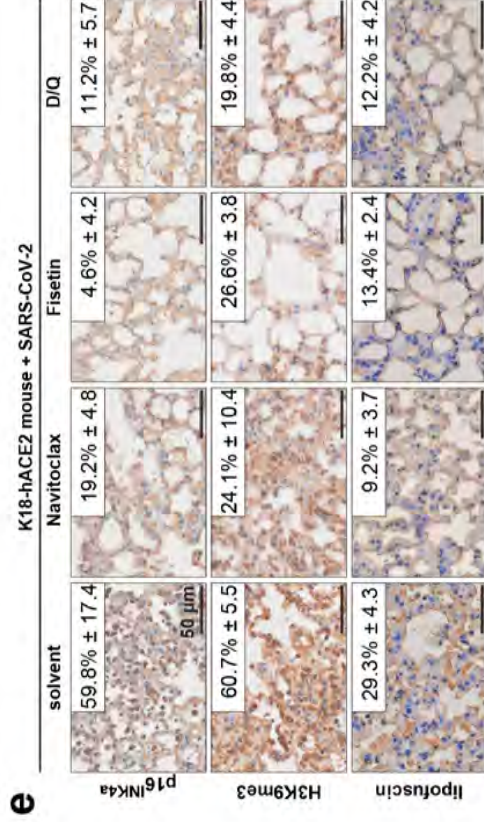 e
K18-hACE2 mouse + SARS-CoV-2
solvent Navitoclax Fisetin D/Q
p16INK4a 59.8% ± 17.4 19.2% ± 4.8 4.6% ± 4.2 11.2% ± 5.7
50 µm
H3K9me3 60.7% ± 5.5 24.1% ± 10.4 26.6% ± 3.8 19.8% ± 4.4
lipofuscin 29.3% ± 4.3 9.2% ± 3.7 13.4% ± 2.4 12.2% ± 4.2